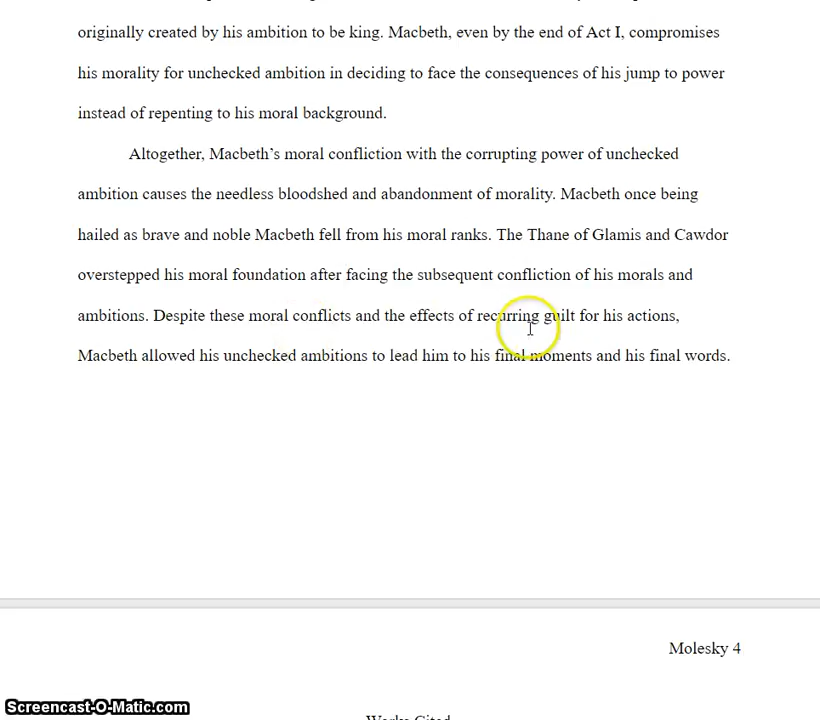 originally created by his ambition to be king. Macbeth, even by the end of Act I, compromises
his morality for unchecked ambition in deciding to face the consequences of his jump to power
instead of repenting to his moral background.
Altogether, Macbeth’s moral confliction with the corrupting power of unchecked
ambition causes the needless bloodshed and abandonment of morality. Macbeth once being
hailed as brave and noble Macbeth fell from his moral ranks. The Thane of Glamis and Cawdor
overstepped his moral foundation after facing the subsequent confliction of his morals and
ambitions. Despite these moral conflicts and the effects of recurring guilt for his actions,
Macbeth allowed his unchecked ambitions to lead him to his final moments and his final words.
Molesky 4
Works Cited
Screencast-O-Matic.com